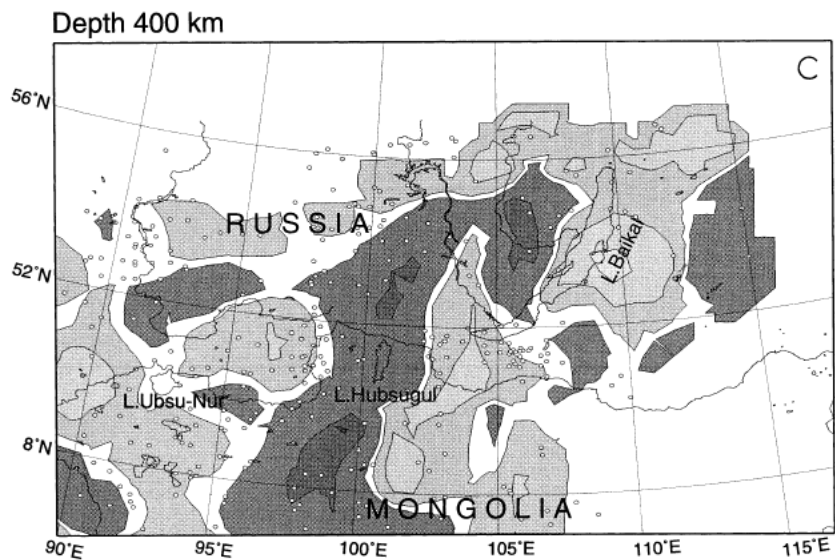 Depth 400 km
C
56°N
RUSSIA
L.Baikal
52°N
L.Ubsu-Nur
L.Hubsugul
8°N
MONGOLIA
90°E 95°E 100°E 105°E 110°E 115°E